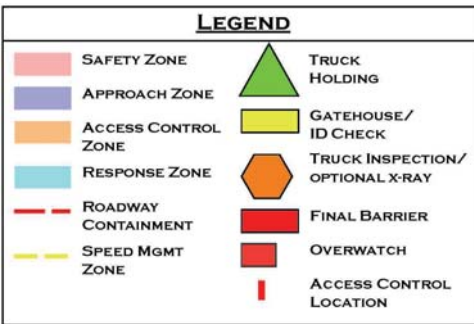 LEGEND
SAFETY ZONE
APPROACH ZONE
ACCESS CONTROL
ZONE
RESPONSE ZONE
ROADWAY
CONTAINMENT
SPEED MGMT
ZONE
TRUCK
HOLDING
GATEHOUSE/
ID CHECK
TRUCK INSPECTION/
OPTIONAL X-RAY
FINAL BARRIER
OVERWATCH
ACCESS CONTROL
LOCATION